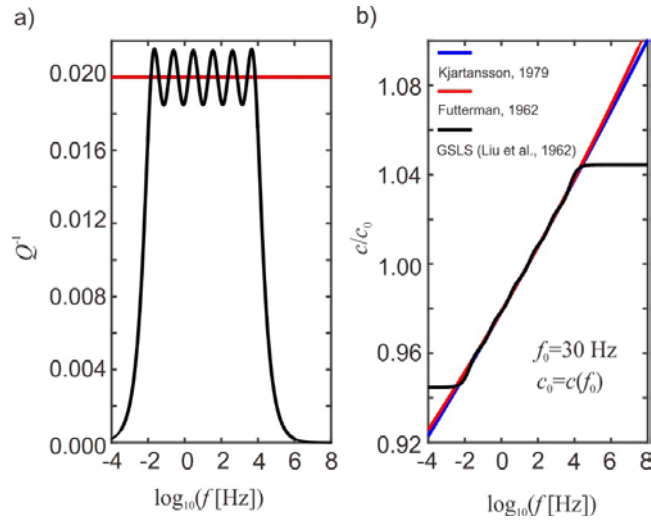 a)
0.020
0.016
0.012
0.008
0.004
0.000
Q⁻¹
-4 -2 0 2 4 6 8
log₁₀(f [Hz])
b)
1.08
1.04
1.00
0.96
0.92
c/c₀
Kjartansson, 1979
Futterman, 1962
GSLS (Liu et al., 1962)
f₀=30 Hz
c₀=c(f₀)
-4 -2 0 2 4 6 8
log₁₀(f [Hz])